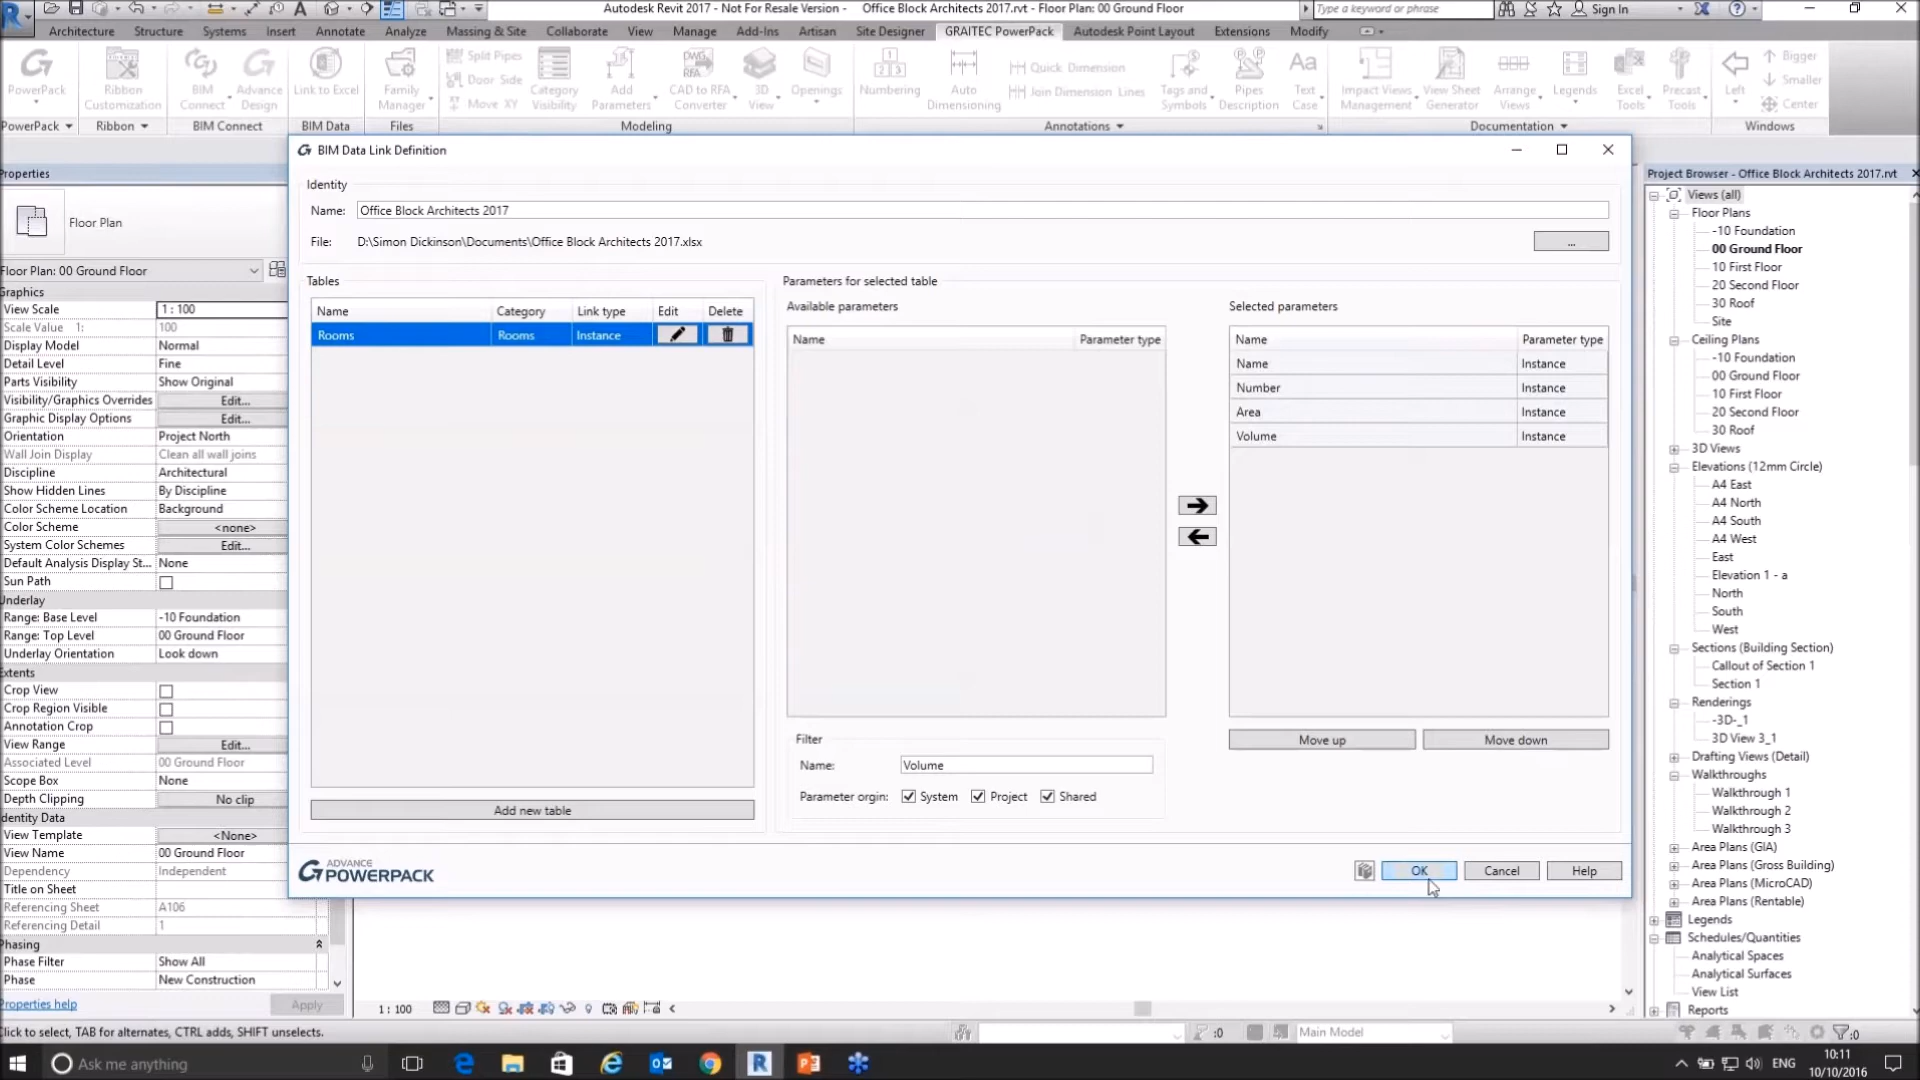 Autodesk Revit 2017 - Not For Resale Version - Office Block Architects 2017.rvt - Floor Plan: 00 Ground Floor
Type a keyword or phrase
Sign In
Architecture Structure Systems Insert Annotate Analyze Massing & Site Collaborate View Manage Add-Ins Artisan Site Designer GRAITEC PowerPack Autodesk Point Layout Extensions Modify
PowerPack
Ribbon Customization
BIM Connect
Advance Design
Link to Excel
Family Manager
Split Pipes
Door Side
Move XY
Category Visibility
Add Parameters
CAD to RFA Converter
3D View
Openings
Numbering
Auto Dimensioning
Quick Dimension
Join Dimension Lines
Tags and Symbols
Pipes Description
Text Case
Impact Views Management
View Sheet Generator
Arrange Views
Legends
Excel Tools
Precast Tools
Left
Bigger
Smaller
Center
PowerPack Ribbon BIM Connect BIM Data Files Modeling Annotations Documentation Windows
BIM Data Link Definition
Identity
Name: Office Block Architects 2017
File: D:\Simon Dickinson\Documents\Office Block Architects 2017.xlsx
...
Tables
Name Category Link type Edit Delete
Rooms Rooms Instance
Add new table
Parameters for selected table
Available parameters
Name Parameter type
Filter
Name: Volume
Parameter orgin: System Project Shared
Selected parameters
Name Parameter type
Name Instance
Number Instance
Area Instance
Volume Instance
Move up Move down
ADVANCE
POWERPACK
OK Cancel Help
Properties
Floor Plan
Floor Plan: 00 Ground Floor
Graphics
View Scale 1 : 100
Scale Value 1: 100
Display Model Normal
Detail Level Fine
Parts Visibility Show Original
Visibility/Graphics Overrides Edit...
Graphic Display Options Edit...
Orientation Project North
Wall Join Display Clean all wall joins
Discipline Architectural
Show Hidden Lines By Discipline
Color Scheme Location Background
Color Scheme <none>
System Color Schemes Edit...
Default Analysis Display St... None
Sun Path
Underlay
Range: Base Level -10 Foundation
Range: Top Level 00 Ground Floor
Underlay Orientation Look down
Extents
Crop View
Crop Region Visible
Annotation Crop
View Range Edit...
Associated Level 00 Ground Floor
Scope Box None
Depth Clipping No clip
Identity Data
View Template <None>
View Name 00 Ground Floor
Dependency Independent
Title on Sheet
Referencing Sheet A106
Referencing Detail 1
Phasing
Phase Filter Show All
Phase New Construction
Properties help Apply
Project Browser - Office Block Architects 2017.rvt
Views (all)
Floor Plans
-10 Foundation
00 Ground Floor
10 First Floor
20 Second Floor
30 Roof
Site
Ceiling Plans
-10 Foundation
00 Ground Floor
10 First Floor
20 Second Floor
30 Roof
3D Views
Elevations (12mm Circle)
A4 East
A4 North
A4 South
A4 West
East
Elevation 1 - a
North
South
West
Sections (Building Section)
Callout of Section 1
Section 1
Renderings
-3D-_1
3D View 3_1
Drafting Views (Detail)
Walkthroughs
Walkthrough 1
Walkthrough 2
Walkthrough 3
Area Plans (GIA)
Area Plans (Gross Building)
Area Plans (MicroCAD)
Area Plans (Rentable)
Legends
Schedules/Quantities
Analytical Spaces
Analytical Surfaces
View List
Reports
1 : 100
Click to select, TAB for alternates, CTRL adds, SHIFT unselects.
:0
Main Model
:0
Ask me anything
ENG
10:11
10/10/2016